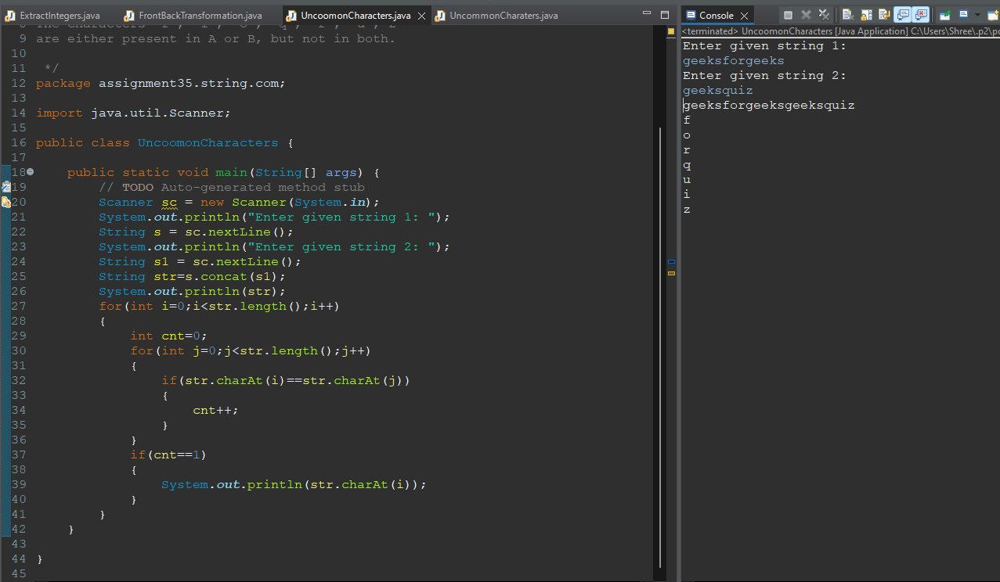 ExtractIntegers.java FrontBackTransformation.java UncoomonCharacters.java UncommonCharaters.java
9 are either present in A or B, but not in both.
10
11 */
12 package assignment35.string.com;
13
14 import java.util.Scanner;
15
16 public class UncoomonCharacters {
17
18 public static void main(String[] args) {
19 // TODO Auto-generated method stub
20 Scanner sc = new Scanner(System.in);
21 System.out.println("Enter given string 1: ");
22 String s = sc.nextLine();
23 System.out.println("Enter given string 2: ");
24 String s1 = sc.nextLine();
25 String str=s.concat(s1);
26 System.out.println(str);
27 for(int i=0;i<str.length();i++)
28 {
29 int cnt=0;
30 for(int j=0;j<str.length();j++)
31 {
32 if(str.charAt(i)==str.charAt(j))
33 {
34 cnt++;
35 }
36 }
37 if(cnt==1)
38 {
39 System.out.println(str.charAt(i));
40 }
41 }
42 }
43
44 }
45
Console
<terminated> UncoomonCharacters [Java Application] C:\Users\Shree\.p2\po
Enter given string 1:
geeksforgeeks
Enter given string 2:
geeksquiz
geeksforgeeksgeeksquiz
f
o
r
q
u
i
z